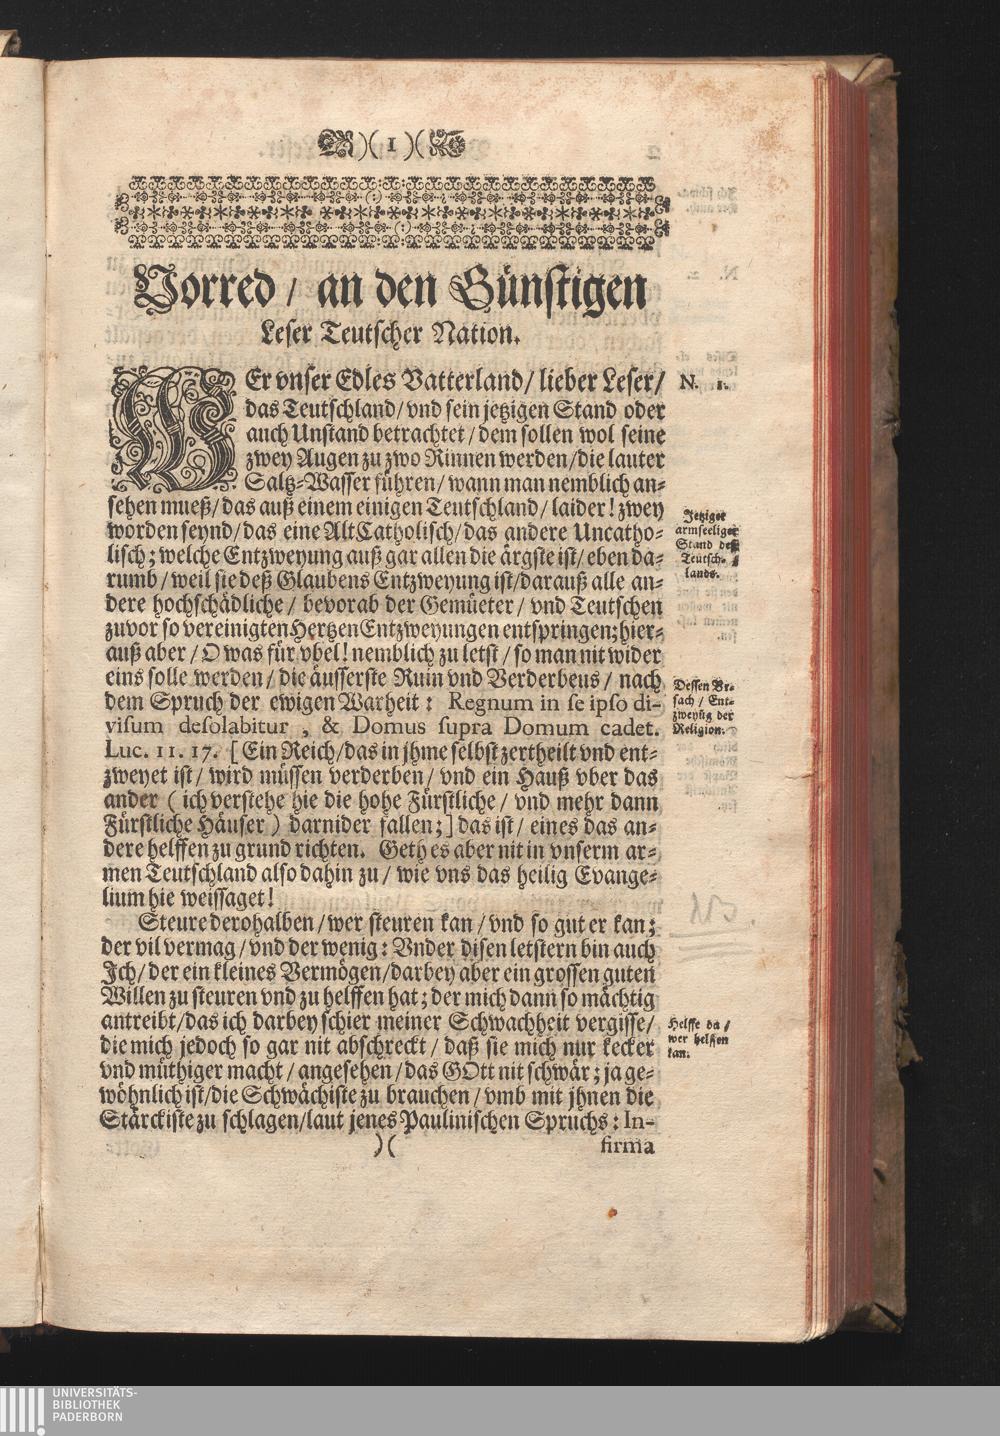 )( 1 )(
Vorred / an den Günstigen
Leser Teutscher Nation.
WEr vnser Edles Vatterland / lieber Leser /
N. 1.
das Teutschland / vnd sein jetzigen Stand oder
auch Unstand betrachtet / dem sollen wol seine
zwey Augen zu zwo Rinnen werden / die lauter
Saltz-Wasser führen / wann man nemblich an-
sehen mueß / das auß einem einigen Teutschland / laider! zwey
worden seynd / das eine AltCatholisch / das andere Uncatho-
lisch; welche Entzweyung auß gar allen die ärgste ist / eben da-
rumb / weil sie deß Glaubens Entzweyung ist / darauß alle an-
dere hochschädliche / bevorab der Gemüeter / vnd Teutschen
zuvor so vereinigten Hertzen Entzweyungen entspringen; hier-
auß aber / O was für vbel! nemblich zu letst / so man nit wider
eins solle werden / die äusserste Ruin vnd Verderbens / nach
dem Spruch der ewigen Warheit: Regnum in se ipso di-
visum desolabitur, & Domus supra Domum cadet.
Luc. 11. 17. [ Ein Reich / das in jhme selbst zertheilt vnd ent-
zweyet ist / wird müssen verderben / vnd ein Hauß vber das
ander ( ich verstehe hie die hohe Fürstliche / vnd mehr dann
Fürstliche Häuser ) darnider fallen; ] das ist / eines das an-
dere helffen zu grund richten. Geth es aber nit in vnserm ar-
men Teutschland also dahin zu / wie vns das heilig Evange-
lium hie weissaget!
Jetziger
armseeliger
Stand deß
Teutsch-
lands.
Dessen Vr-
sach / Ent-
zweyüg der
Religion.
Steure derohalben / wer steuren kan / vnd so gut er kan;
der vil vermag / vnd der wenig: Vnder disen letstern bin auch
Ich / der ein kleines Vermögen / darbey aber ein grossen guten
Willen zu steuren vnd zu helffen hat; der mich dann so mächtig
antreibt / das ich darbey schier meiner Schwachheit vergisse /
die mich jedoch so gar nit abschreckt / daß sie mich nur kecker
vnd müthiger macht / angesehen / das GOtt nit schwär; ja ge-
wöhnlich ist / die Schwächiste zu brauchen / vmb mit jhnen die
Stärckiste zu schlagen / laut jenes Paulinischen Spruchs: In-
Helffe da /
wer helffen
kan.
)(
firma
UNIVERSITÄTS-
BIBLIOTHEK
PADERBORN